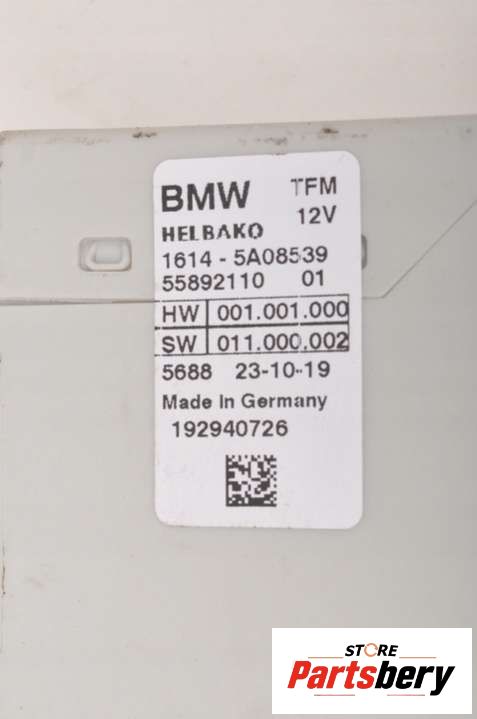 BMW TFM
12V
HELBAKO
1614 - 5A08539
55892110 01
HW 001.001.000
SW 011.000.002
5688 23-10-19
Made In Germany
192940726
STORE
Partsbery